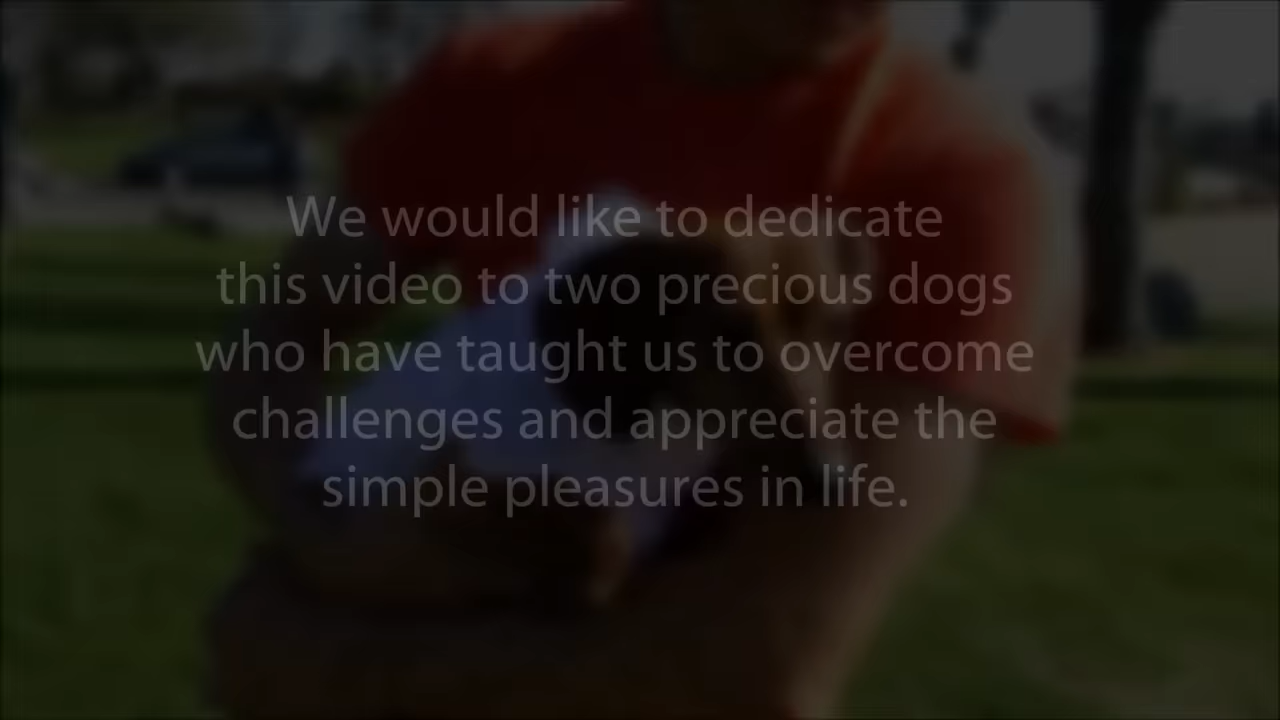 We would like to dedicate
this video to two precious dogs
who have taught us to overcome
challenges and appreciate the
simple pleasures in life.